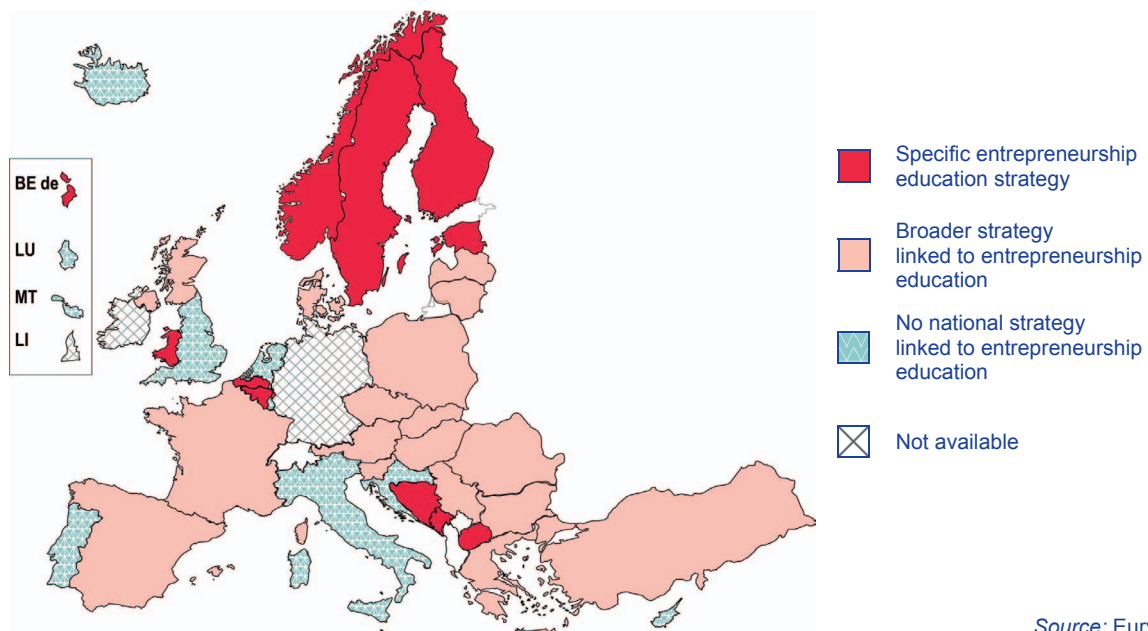 BE de
LU
MT
LI
Specific entrepreneurship
education strategy
Broader strategy
linked to entrepreneurship
education
No national strategy
linked to entrepreneurship
education
Not available
Source: